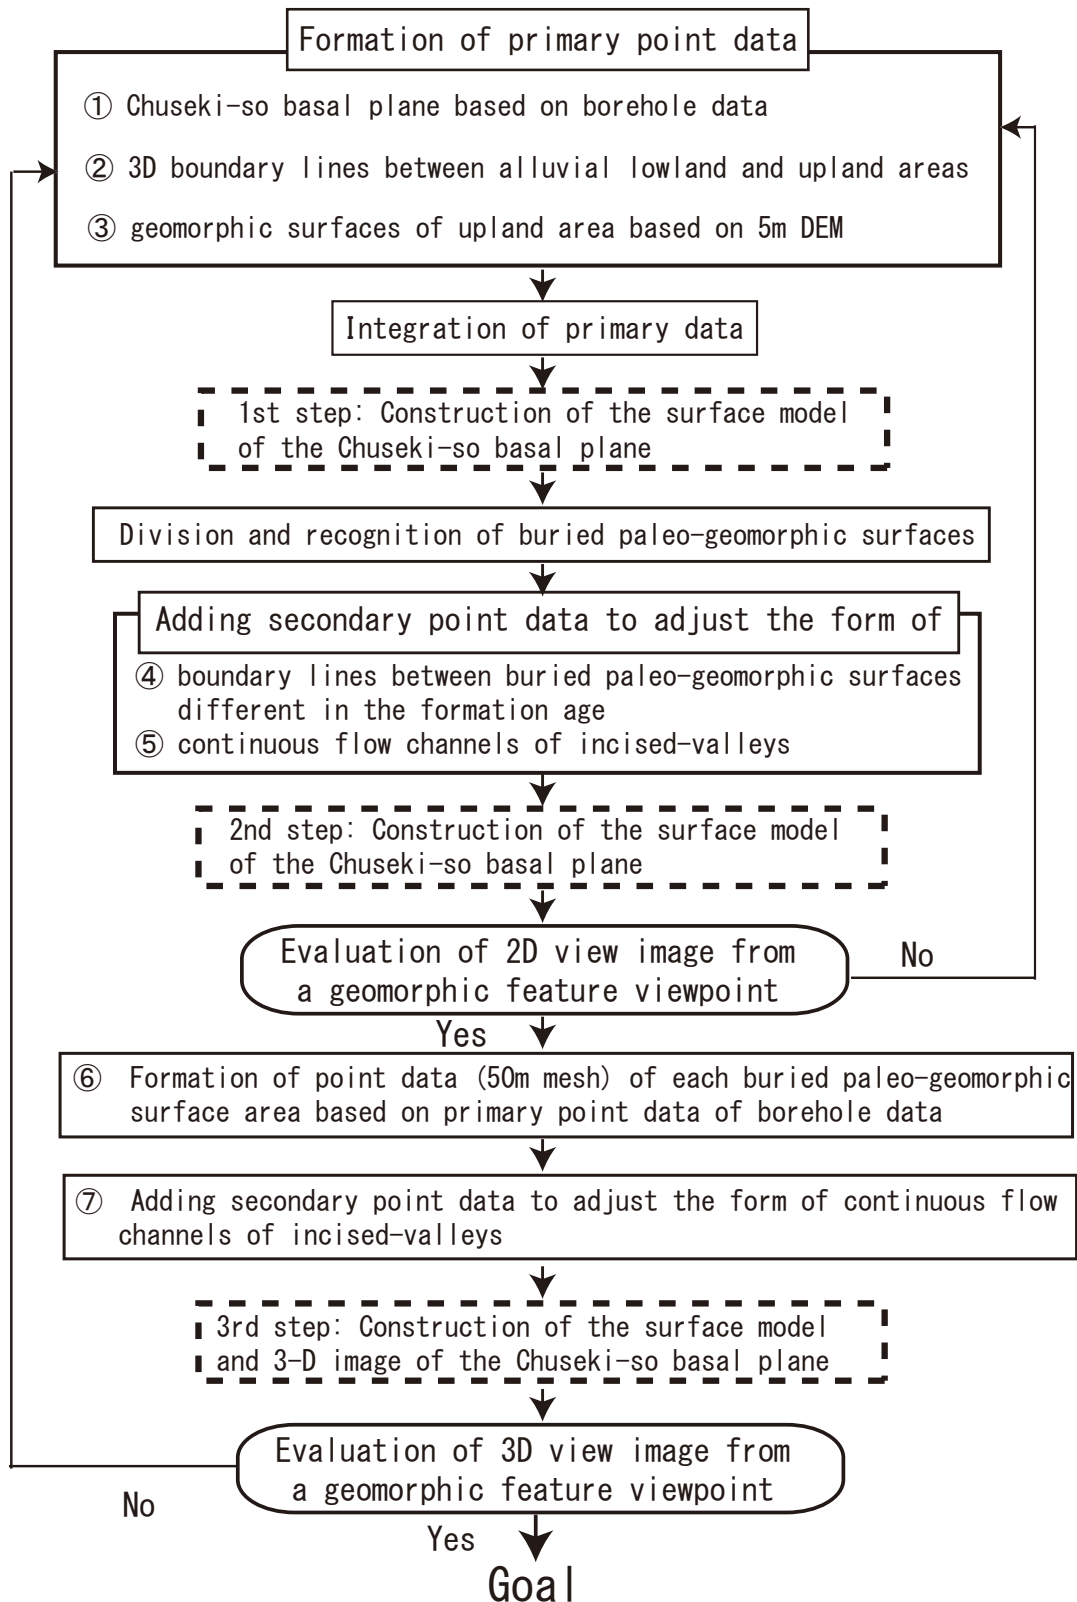 Formation of primary point data
① Chuseki-so basal plane based on borehole data
② 3D boundary lines between alluvial lowland and upland areas
③ geomorphic surfaces of upland area based on 5m DEM
Integration of primary data
1st step: Construction of the surface model
of the Chuseki-so basal plane
Division and recognition of buried paleo-geomorphic surfaces
Adding secondary point data to adjust the form of
④ boundary lines between buried paleo-geomorphic surfaces
different in the formation age
⑤ continuous flow channels of incised-valleys
2nd step: Construction of the surface model
of the Chuseki-so basal plane
Evaluation of 2D view image from
a geomorphic feature viewpoint
No
Yes
⑥ Formation of point data (50m mesh) of each buried paleo-geomorphic
surface area based on primary point data of borehole data
⑦ Adding secondary point data to adjust the form of continuous flow
channels of incised-valleys
3rd step: Construction of the surface model
and 3-D image of the Chuseki-so basal plane
Evaluation of 3D view image from
a geomorphic feature viewpoint
No
Yes
Goal